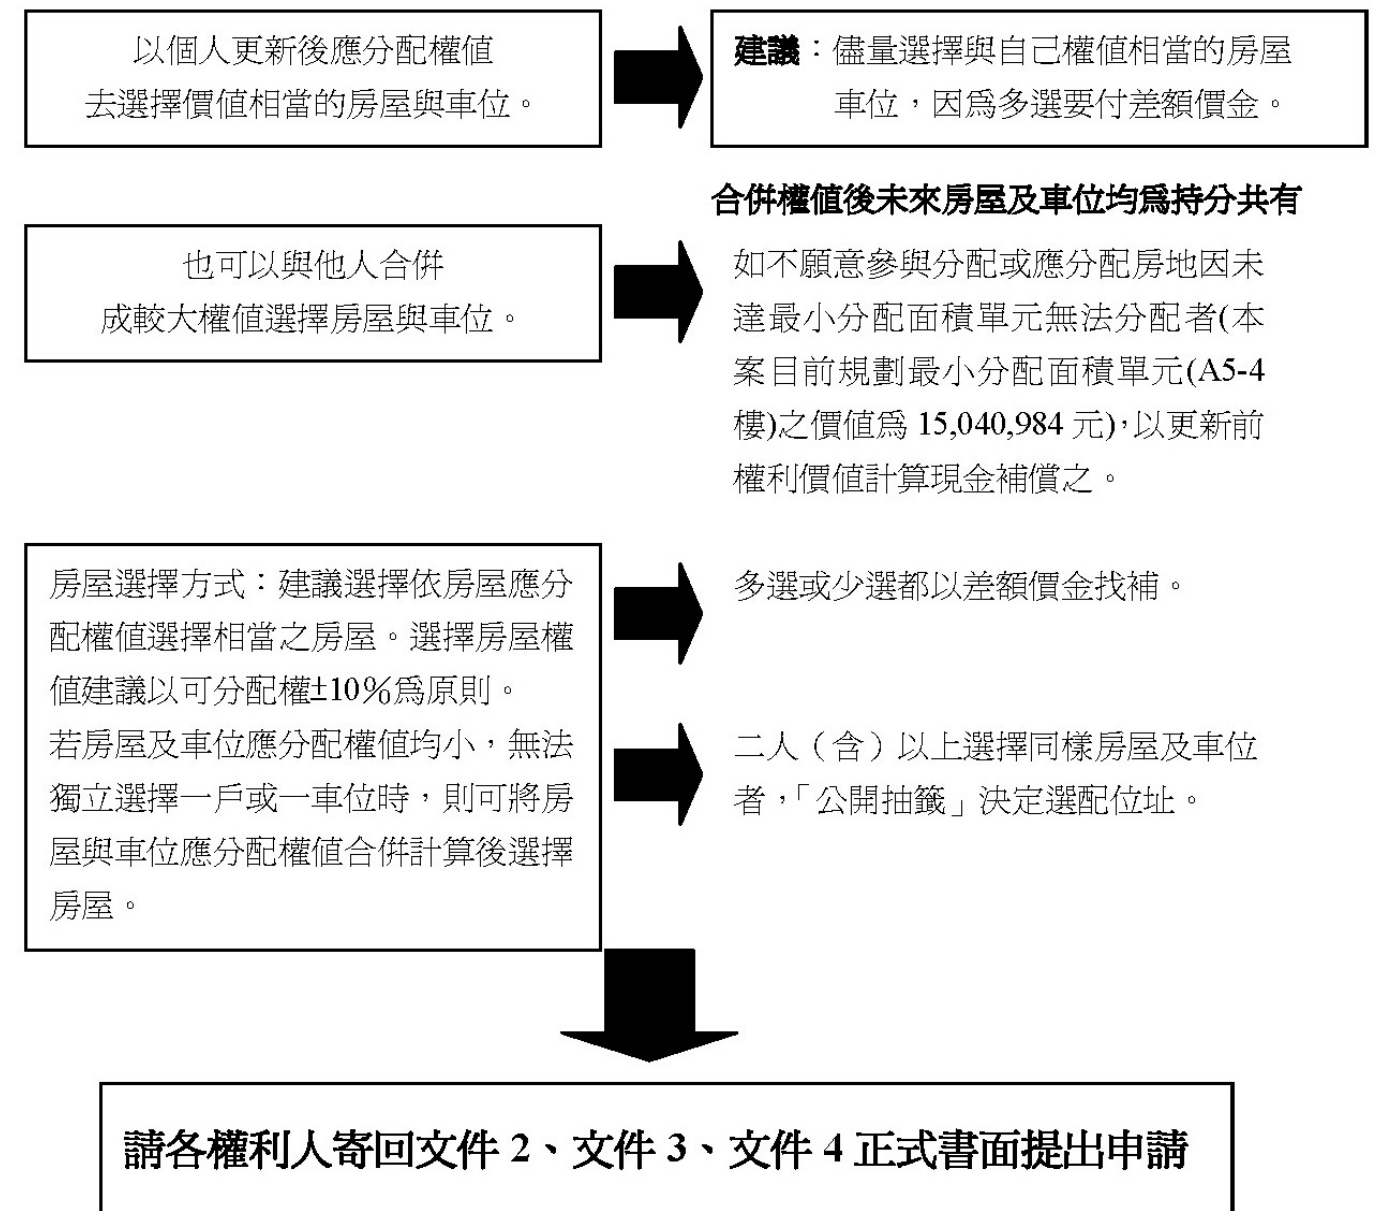 以個人更新後應分配權值
去選擇價值相當的房屋與車位。
建議：儘量選擇與自己權值相當的房屋
車位，因為多選要付差額價金。
合併權值後未來房屋及車位均為持分共有
也可以與他人合併
成較大權值選擇房屋與車位。
如不願意參與分配或應分配房地因未
達最小分配面積單元無法分配者(本
案目前規劃最小分配面積單元(A5-4
樓)之價值為 15,040,984 元)，以更新前
權利價值計算現金補償之。
房屋選擇方式：建議選擇依房屋應分
配權值選擇相當之房屋。選擇房屋權
值建議以可分配權±10%為原則。
若房屋及車位應分配權值均小，無法
獨立選擇一戶或一車位時，則可將房
屋與車位應分配權值合併計算後選擇
房屋。
多選或少選都以差額價金找補。
二人（含）以上選擇同樣房屋及車位
者，「公開抽籤」決定選配位址。
請各權利人寄回文件 2、文件 3、文件 4 正式書面提出申請